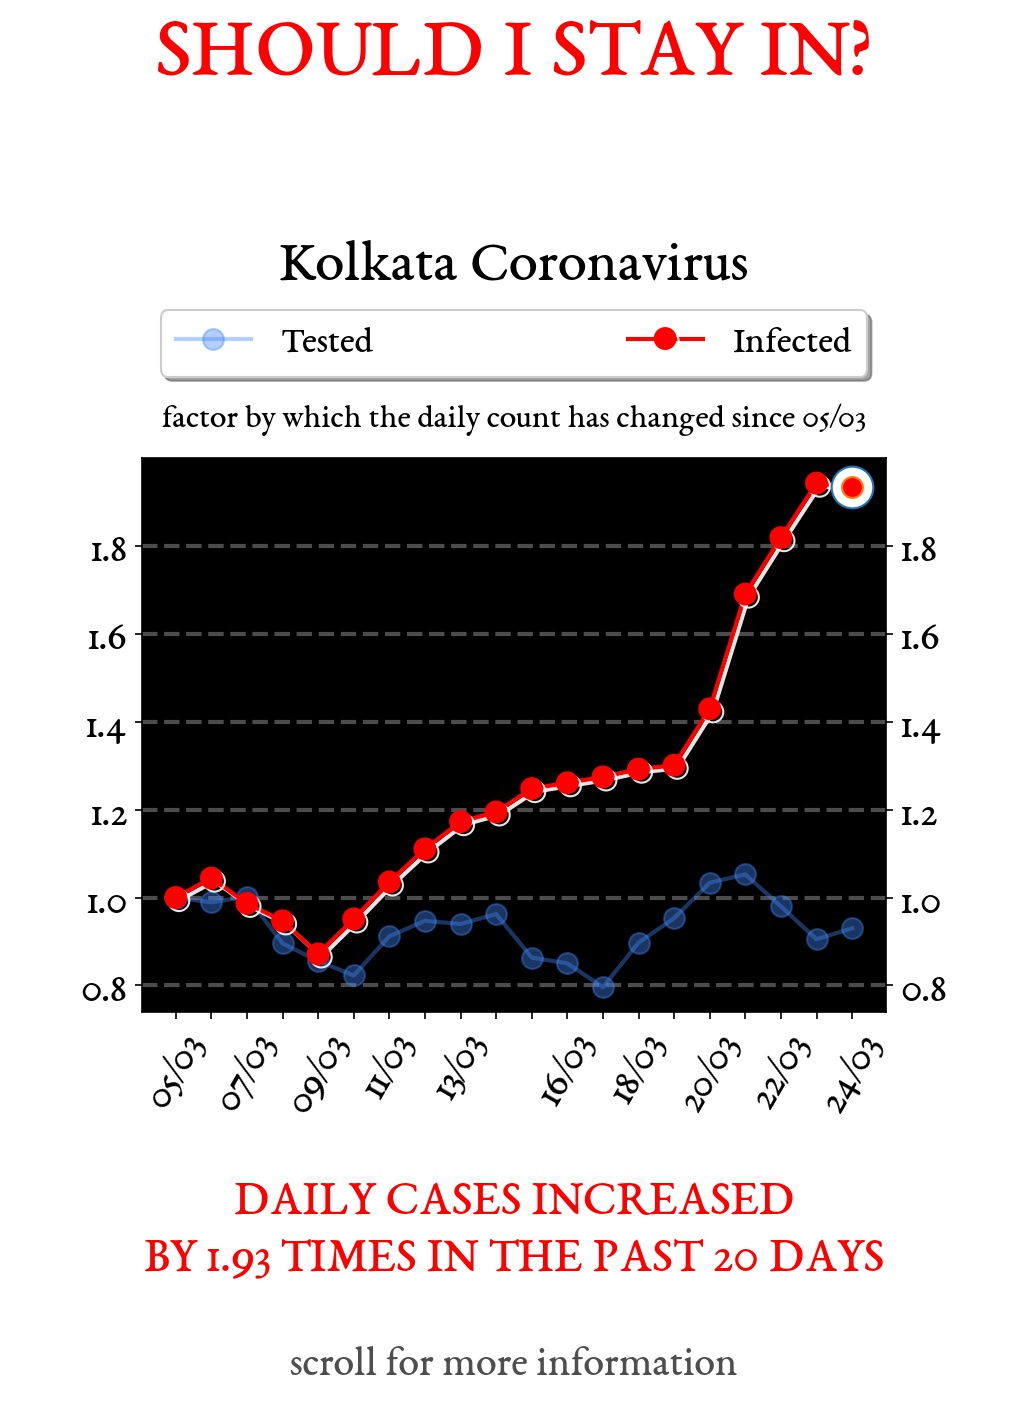 SHOULD I STAY IN?
Kolkata Coronavirus
Tested Infected
factor by which the daily count has changed since 05/03
1.8 1.8
1.6 1.6
1.4 1.4
1.2 1.2
1.0 1.0
0.8 0.8
05/03 07/03 09/03 11/03 13/03 16/03 18/03 20/03 22/03 24/03
DAILY CASES INCREASED
BY 1.93 TIMES IN THE PAST 20 DAYS
scroll for more information